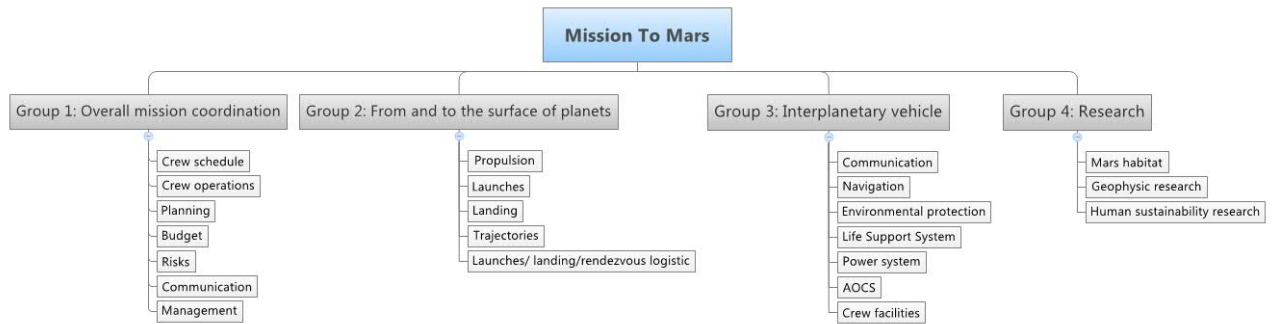 Mission To Mars
Group 1: Overall mission coordination
Crew schedule
Crew operations
Planning
Budget
Risks
Communication
Management
Group 2: From and to the surface of planets
Propulsion
Launches
Landing
Trajectories
Launches/ landing/rendezvous logistic
Group 3: Interplanetary vehicle
Communication
Navigation
Environmental protection
Life Support System
Power system
AOCS
Crew facilities
Group 4: Research
Mars habitat
Geophysic research
Human sustainability research